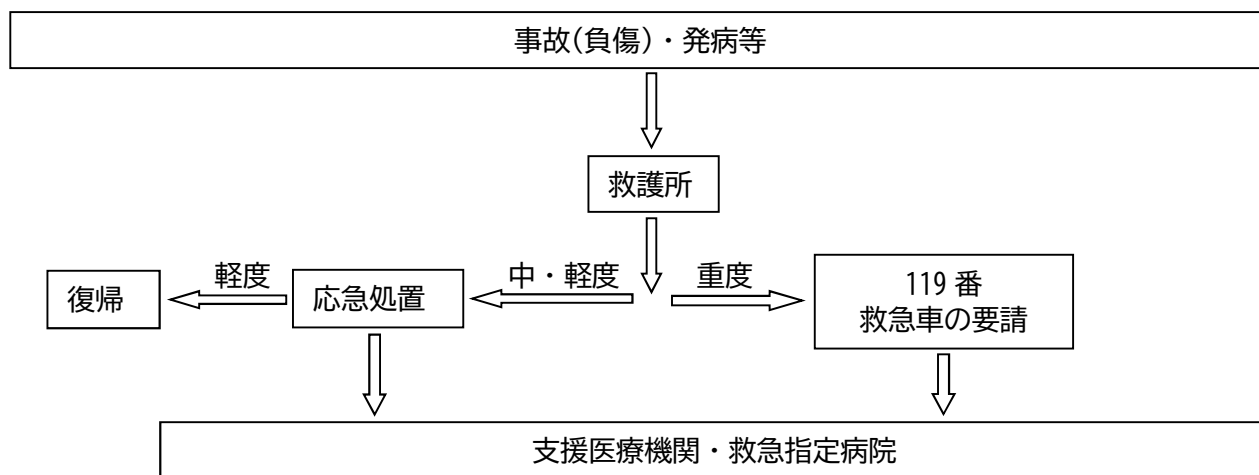 事故(負傷)・発病等
救護所
軽度
中・軽度
重度
復帰
応急処置
119 番
救急車の要請
支援医療機関・救急指定病院